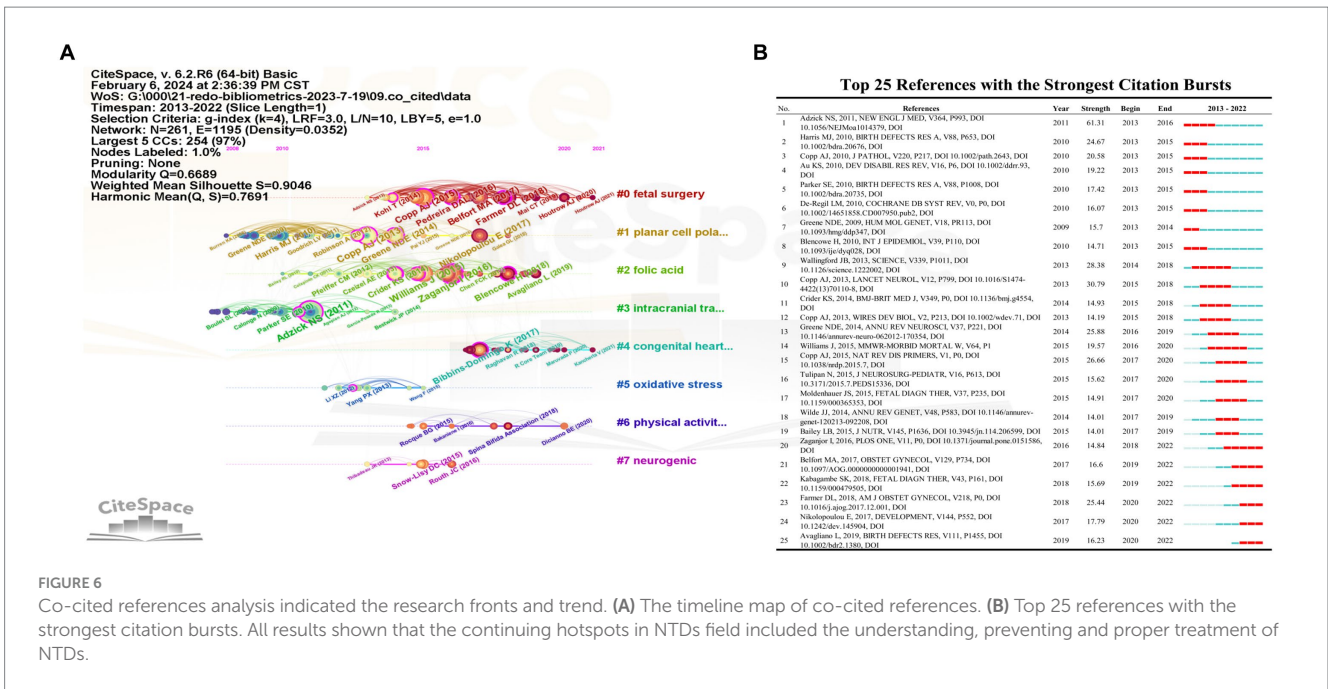 A
CiteSpace, v. 6.2.R6 (64-bit) Basic
February 6, 2024 at 2:36:39 PM CST
WoS: G:\000\21-redo-bibliometrics-2023-7-19\09.co_cited\data
Timespan: 2013-2022 (Slice Length=1)
Selection Criteria: g-index (k=4), LRF=3.0, L/N=10, LBY=5, e=1.0
Network: N=261, E=1195 (Density=0.0352)
Largest 5 CCs: 254 (97%)
Nodes Labeled: 1.0%
Pruning: None
Modularity Q=0.6689
Weighted Mean Silhouette S=0.9046
Harmonic Mean(Q, S)=0.7691
2010
2015
2020
2021
Kohl T (2014)
Copp AJ (2015)
Belfort MA (2017)
Farmer DL (2018)
Houtrow AJ (2020)
#0 fetal surgery
Greene NDE
Harris MJ (2010)
Copp AJ (2013)
Greene NDE (2014)
Nikolopoulou E (2017)
#1 planar cell pola...
Pfeiffer CM (2012)
Czeizel AE
Crider KS
Williams J
Zaganjor
Blencowe H (2018)
Avagliano L (2019)
#2 folic acid
Boulet SL
Parker SE (2010)
Adzick NS (2011)
#3 intracranial tra...
Bibbins-Domingo K (2017)
R Core Team
#4 congenital heart...
Yang PX (2013)
#5 oxidative stress
Rocque BG (2015)
Spina Bifida Association (2018)
Dicianno BE (2020)
#6 physical activit...
Snow-Lisy DC (2015)
Routh JC (2016)
#7 neurogenic
CiteSpace
CiteSpace
B
Top 25 References with the Strongest Citation Bursts
No. References Year Strength Begin End 2013 - 2022
1 Adzick NS, 2011, NEW ENGL J MED, V364, P993, DOI 2011 61.31 2013 2016
10.1056/NEJMoa1014379, DOI
2 Harris MJ, 2010, BIRTH DEFECTS RES A, V88, P653, DOI 2010 24.67 2013 2015
10.1002/bdra.20676, DOI
3 Copp AJ, 2010, J PATHOL, V220, P217, DOI 10.1002/path.2643, DOI 2010 20.58 2013 2015
4 Au KS, 2010, DEV DISABIL RES REV, V16, P6, DOI 10.1002/ddrr.93, 2010 19.22 2013 2015
DOI
5 Parker SE, 2010, BIRTH DEFECTS RES A, V88, P1008, DOI 2010 17.42 2013 2015
10.1002/bdra.20735, DOI
6 De-Regil LM, 2010, COCHRANE DB SYST REV, V0, P0, DOI 2010 16.07 2013 2015
10.1002/14651858.CD007950.pub2, DOI
7 Greene NDE, 2009, HUM MOL GENET, V18, PR113, DOI 2009 15.7 2013 2014
10.1093/hmg/ddp347, DOI
8 Blencowe H, 2010, INT J EPIDEMIOL, V39, P110, DOI 2010 14.71 2013 2015
10.1093/ije/dyq028, DOI
9 Wallingford JB, 2013, SCIENCE, V339, P1011, DOI 2013 28.38 2014 2018
10.1126/science.1222002, DOI
10 Copp AJ, 2013, LANCET NEUROL, V12, P799, DOI 10.1016/S1474- 2013 30.79 2015 2018
4422(13)70110-8, DOI
11 Crider KS, 2014, BMJ-BRIT MED J, V349, P0, DOI 10.1136/bmj.g4554, 2014 14.93 2015 2018
DOI
12 Copp AJ, 2013, WIRES DEV BIOL, V2, P213, DOI 10.1002/wdev.71, DOI 2013 14.19 2015 2018
13 Greene NDE, 2014, ANNU REV NEUROSCI, V37, P221, DOI 2014 25.88 2016 2019
10.1146/annurev-neuro-062012-170354, DOI
14 Williams J, 2015, MMWR-MORBID MORTAL W, V64, P1 2015 19.57 2016 2020
15 Copp AJ, 2015, NAT REV DIS PRIMERS, V1, P0, DOI 2015 26.66 2017 2020
10.1038/nrdp.2015.7, DOI
16 Tulipan N, 2015, J NEUROSURG-PEDIATR, V16, P613, DOI 2015 15.62 2017 2020
10.3171/2015.7.PEDS15336, DOI
17 Moldenhauer JS, 2015, FETAL DIAGN THER, V37, P235, DOI 2015 14.91 2017 2020
10.1159/000365353, DOI
18 Wilde JJ, 2014, ANNU REV GENET, V48, P583, DOI 10.1146/annurev- 2014 14.01 2017 2019
genet-120213-092208, DOI
19 Bailey LB, 2015, J NUTR, V145, P1636, DOI 10.3945/jn.114.206599, DOI 2015 14.01 2017 2019
20 Zaganjor I, 2016, PLOS ONE, V11, P0, DOI 10.1371/journal.pone.0151586, 2016 14.84 2018 2022
DOI
21 Belfort MA, 2017, OBSTET GYNECOL, V129, P734, DOI 2017 16.6 2019 2022
10.1097/AOG.0000000000001941, DOI
22 Kabagambe SK, 2018, FETAL DIAGN THER, V43, P161, DOI 2018 15.69 2019 2022
10.1159/000479505, DOI
23 Farmer DL, 2018, AM J OBSTET GYNECOL, V218, P0, DOI 2018 25.44 2020 2022
10.1016/j.ajog.2017.12.001, DOI
24 Nikolopoulou E, 2017, DEVELOPMENT, V144, P552, DOI 2017 17.79 2020 2022
10.1242/dev.145904, DOI
25 Avagliano L, 2019, BIRTH DEFECTS RES, V111, P1455, DOI 2019 16.23 2020 2022
10.1002/bdr2.1380, DOI
FIGURE 6
Co-cited references analysis indicated the research fronts and trend. (A) The timeline map of co-cited references. (B) Top 25 references with the
strongest citation bursts. All results shown that the continuing hotspots in NTDs field included the understanding, preventing and proper treatment of
NTDs.